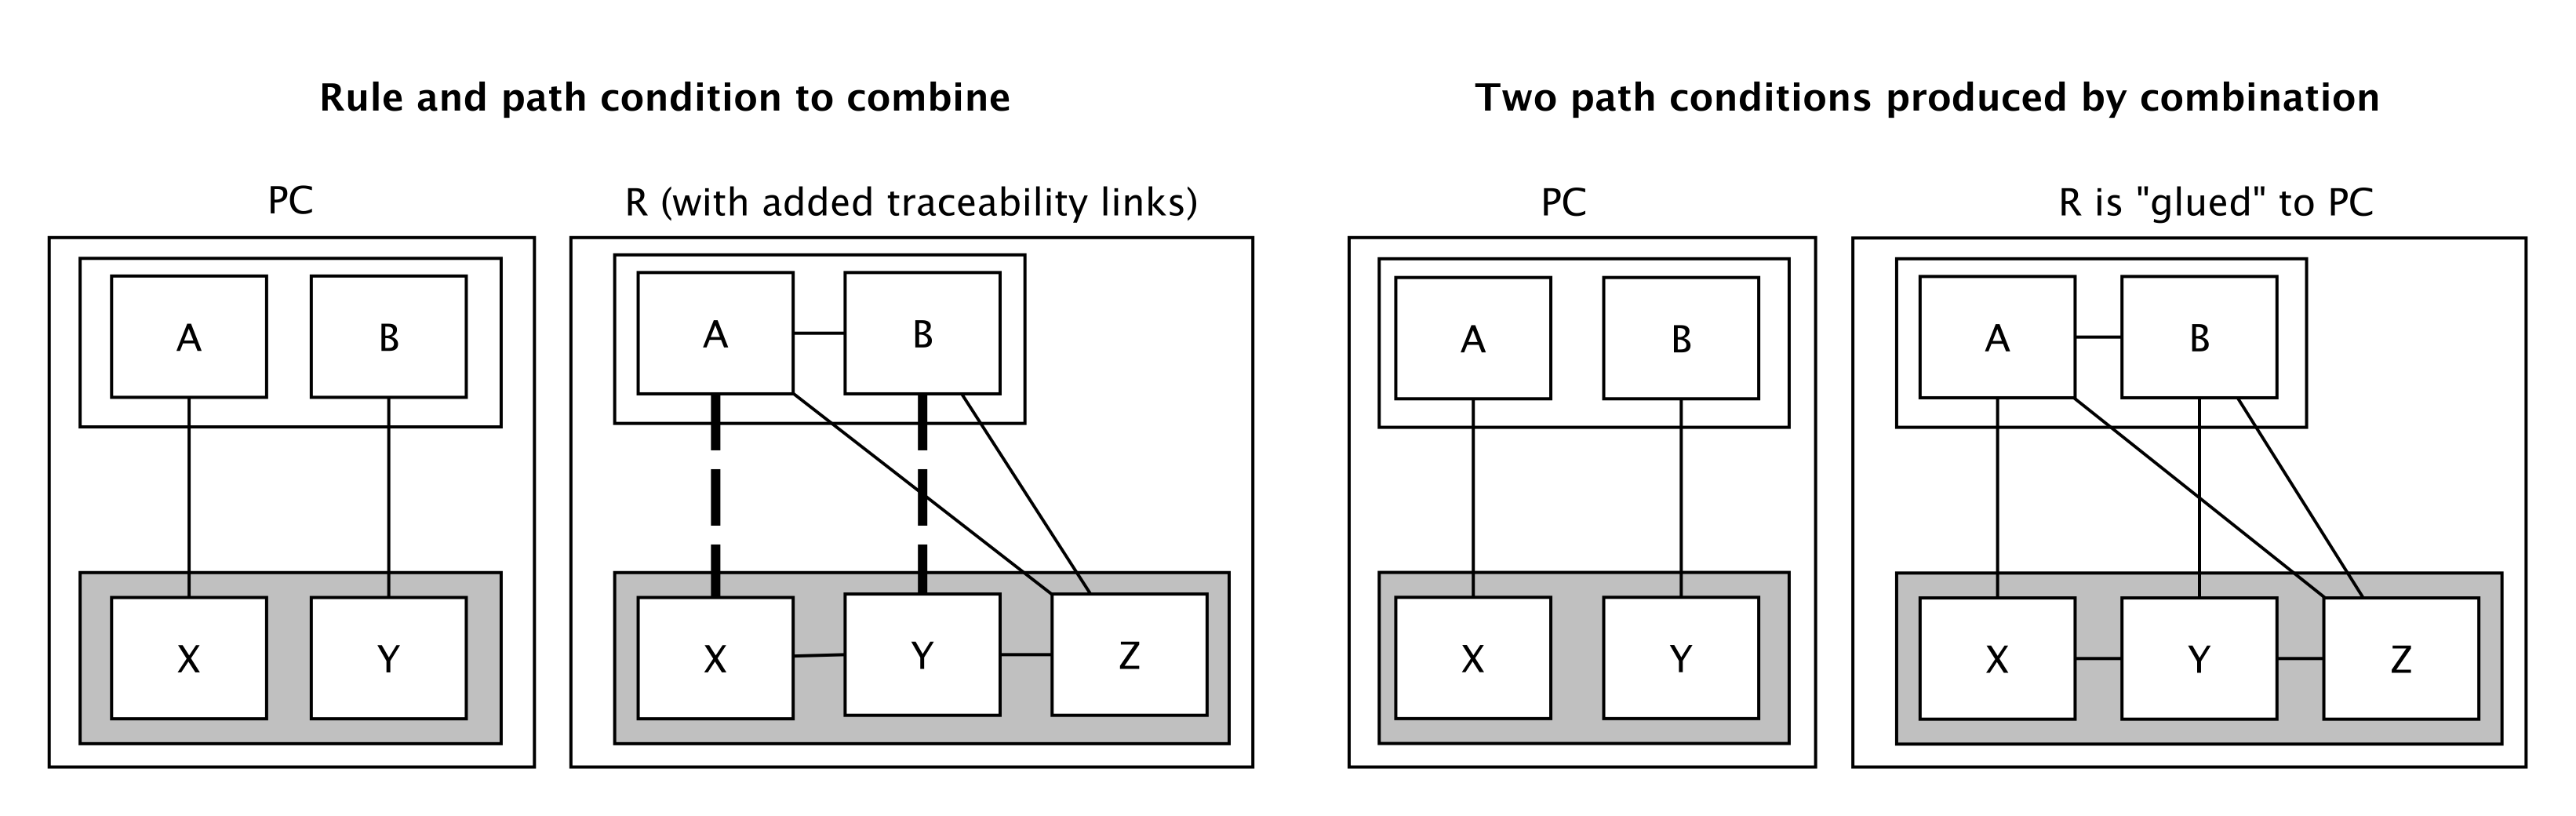 Rule and path condition to combine
Two path conditions produced by combination
PC
R (with added traceability links)
PC
R is "glued" to PC
A
B
A
B
A
B
A
B
X
Y
X
Y
Z
X
Y
X
Y
Z